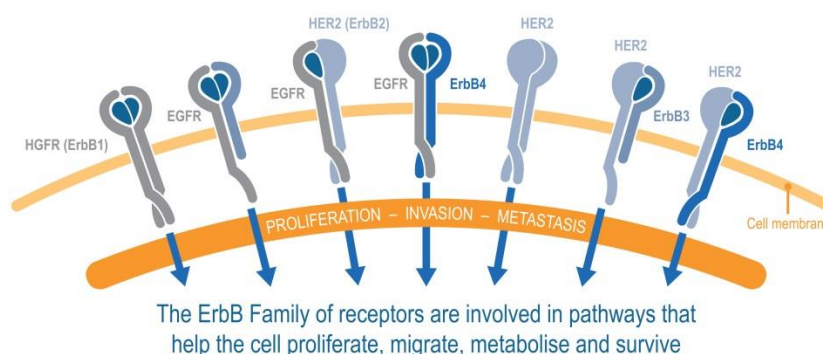 HER2 (ErbB2)
EGFR
HER2
HER2
HER2
EGFR
EGFR
ErbB4
HGFR (ErbB1)
ErbB3
ErbB4
PROLIFERATION – INVASION – METASTASIS
Cell membran
The ErbB Family of receptors are involved in pathways that
help the cell proliferate, migrate, metabolise and survive